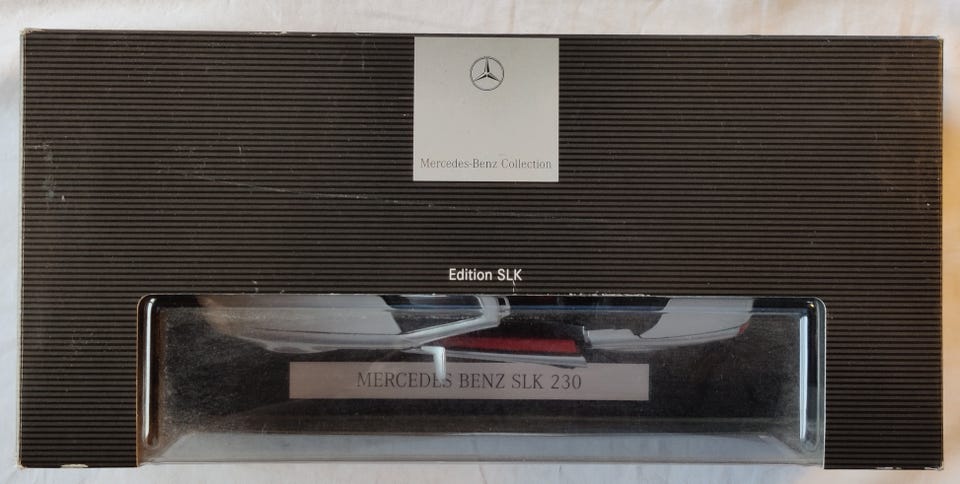 Mercedes-Benz Collection
Edition SLK
MERCEDES BENZ SLK 230